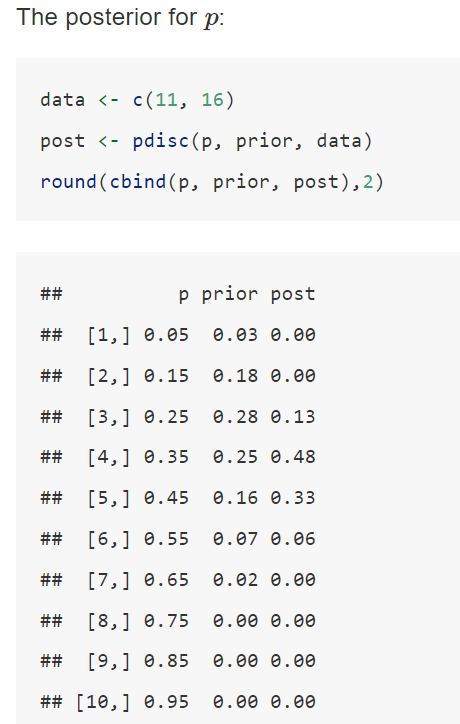 The posterior for p:
data <- c(11, 16)
post <- pdisc(p, prior, data)
round(cbind(p, prior, post),2)
##          p prior post
##  [1,] 0.05  0.03 0.00
##  [2,] 0.15  0.18 0.00
##  [3,] 0.25  0.28 0.13
##  [4,] 0.35  0.25 0.48
##  [5,] 0.45  0.16 0.33
##  [6,] 0.55  0.07 0.06
##  [7,] 0.65  0.02 0.00
##  [8,] 0.75  0.00 0.00
##  [9,] 0.85  0.00 0.00
## [10,] 0.95  0.00 0.00